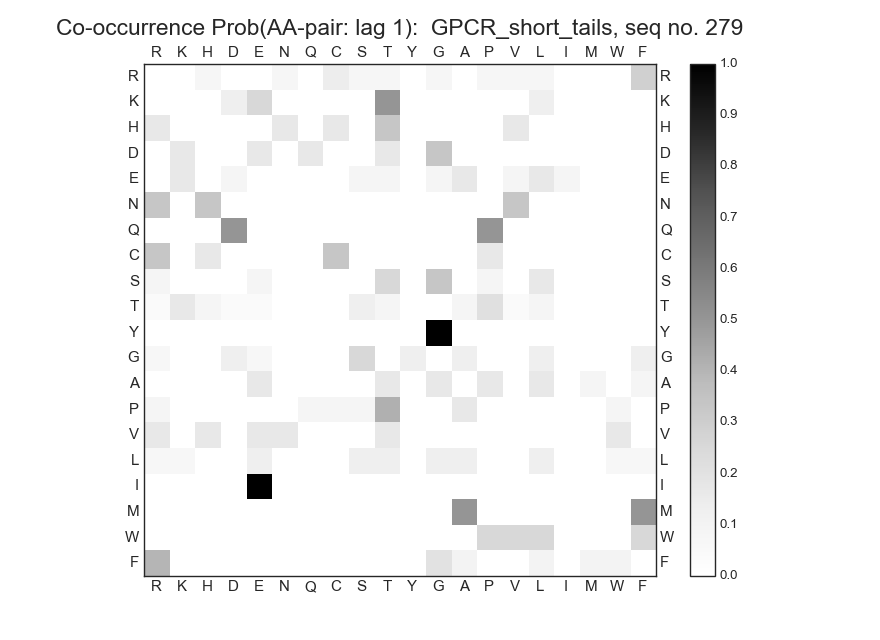 Co-occurrence Prob(AA-pair: lag 1):  GPCR_short_tails, seq no. 279
R K H D E N Q C S T Y G A P V L I M W F
R R 1.0
K K 0.9
H H
D D 0.8
E E
N N 0.7
Q Q
C C 0.6
S S
T T 0.5
Y Y
G G 0.4
A A
P P 0.3
V V
L L 0.2
I I
M M 0.1
W W
F F 0.0
R K H D E N Q C S T Y G A P V L I M W F